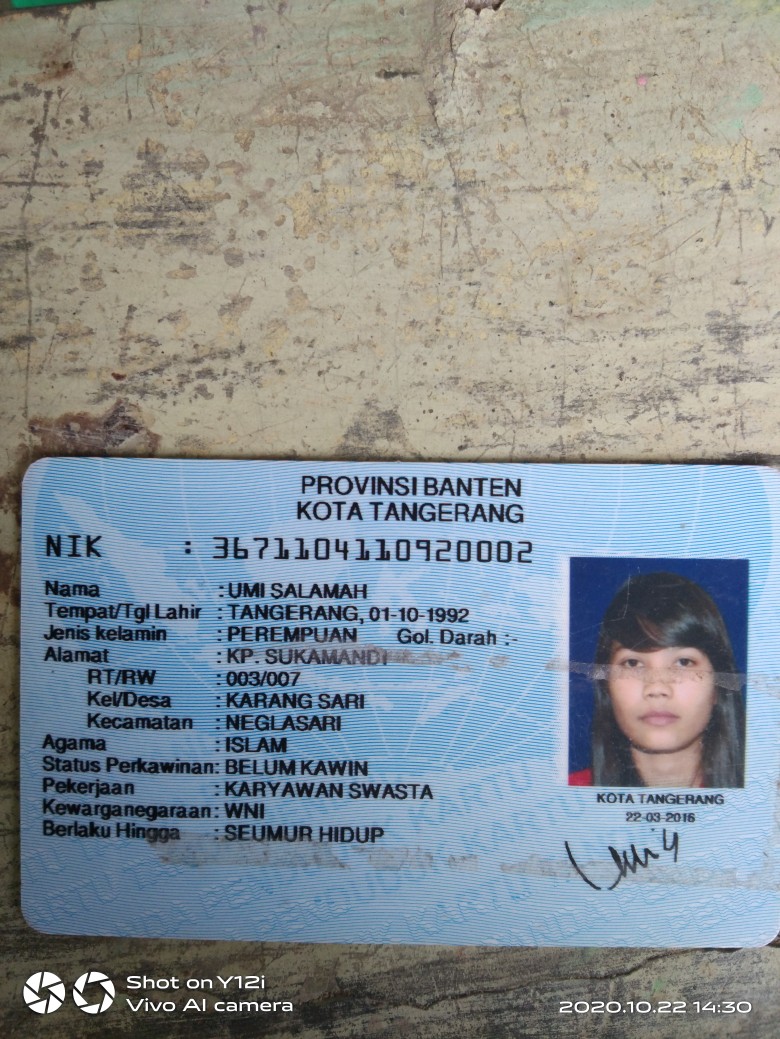 PROVINSI BANTEN
KOTA TANGERANG
NIK : 3671104110920002
Nama : UMI SALAMAH
Tempat/Tgl Lahir : TANGERANG, 01-10-1992
Jenis kelamin : PEREMPUAN Gol. Darah :-
Alamat : KP. SUKAMANDI
RT/RW : 003/007
Kel/Desa : KARANG SARI
Kecamatan : NEGLASARI
Agama : ISLAM
Status Perkawinan: BELUM KAWIN
Pekerjaan : KARYAWAN SWASTA
Kewarganegaraan: WNI
Berlaku Hingga : SEUMUR HIDUP
KOTA TANGERANG
22-03-2016
Shot on Y12i
Vivo AI camera
2020.10.22 14:30